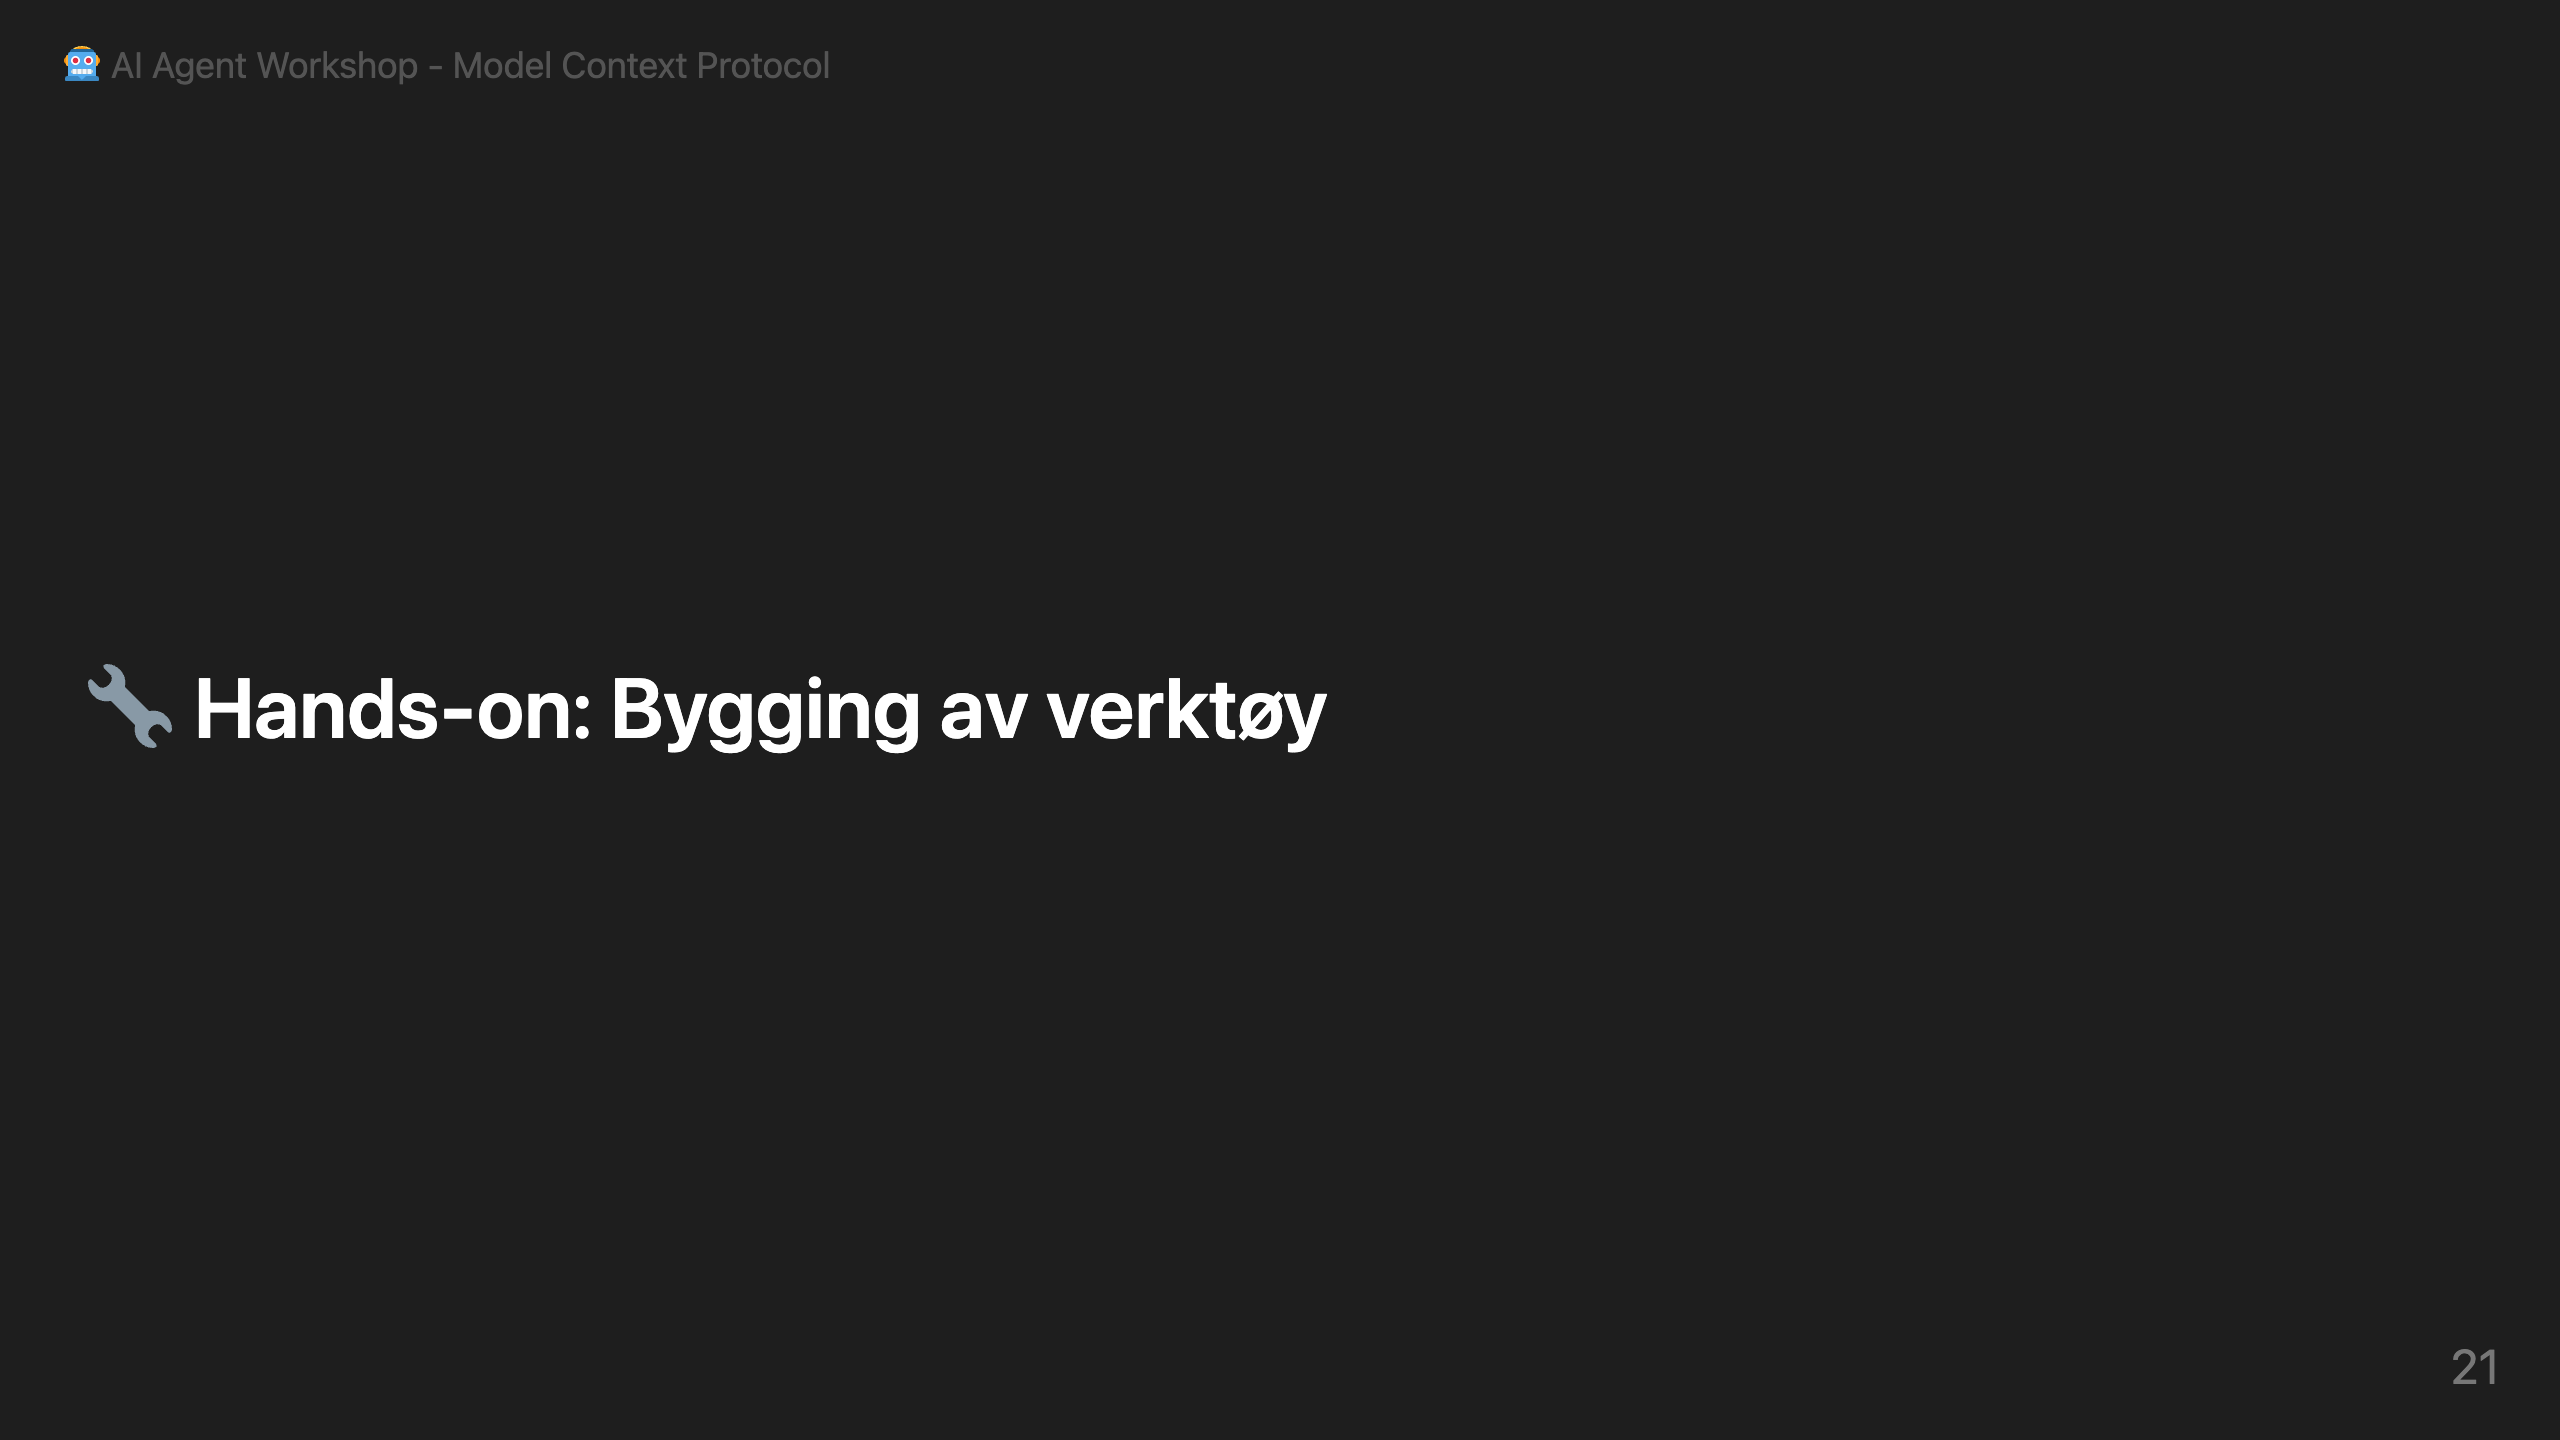 🤖 AI Agent Workshop - Model Context Protocol
🔧 Hands-on: Bygging av verktøy
21